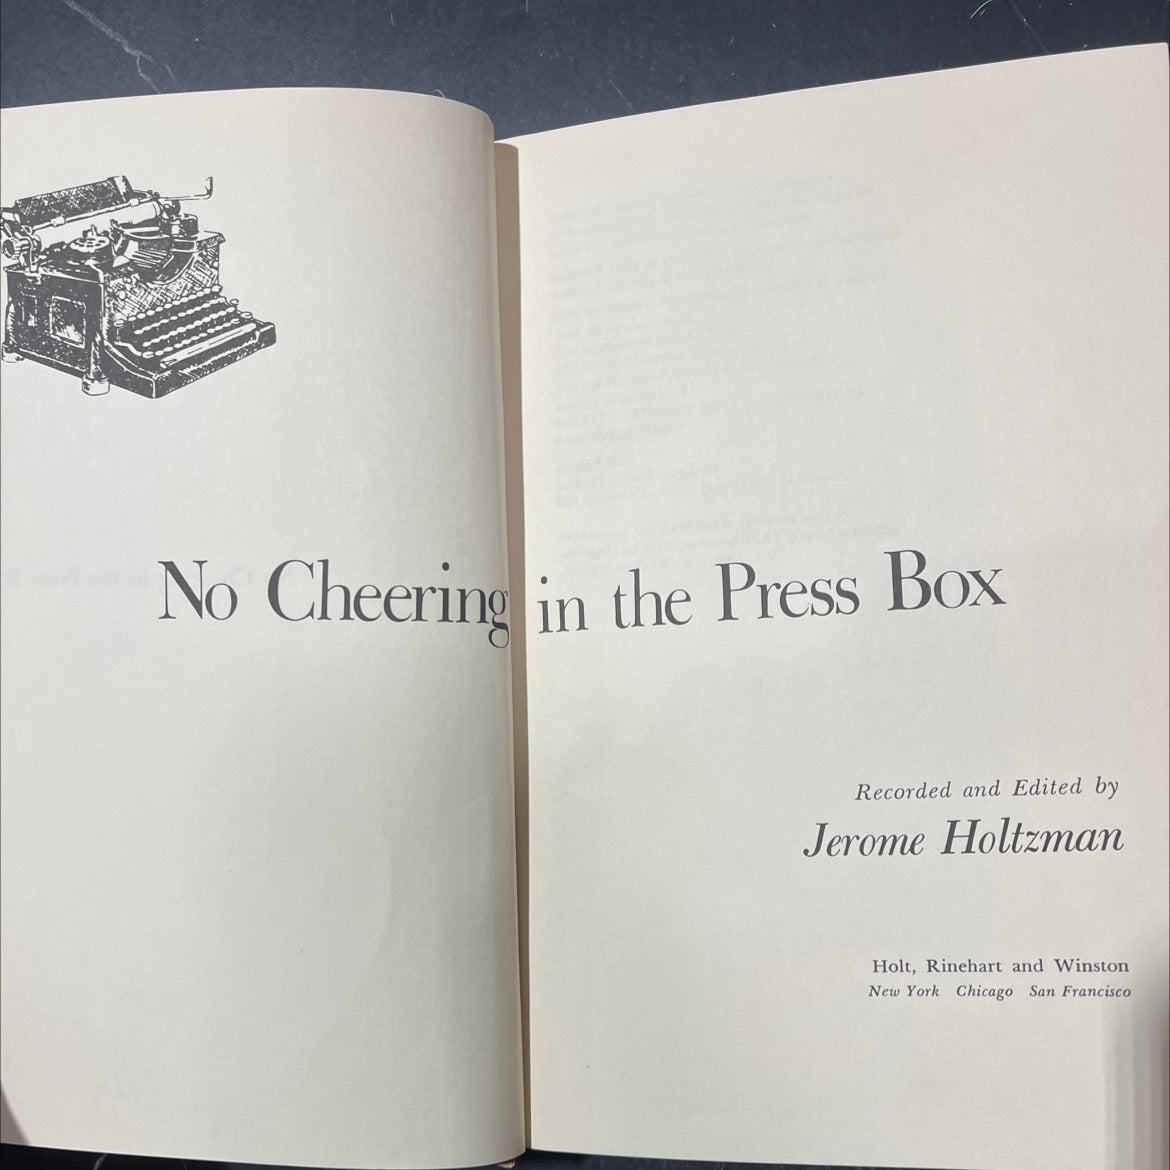 No Cheering in the Press Box
Recorded and Edited by
Jerome Holtzman
Holt, Rinehart and Winston
New York Chicago San Francisco